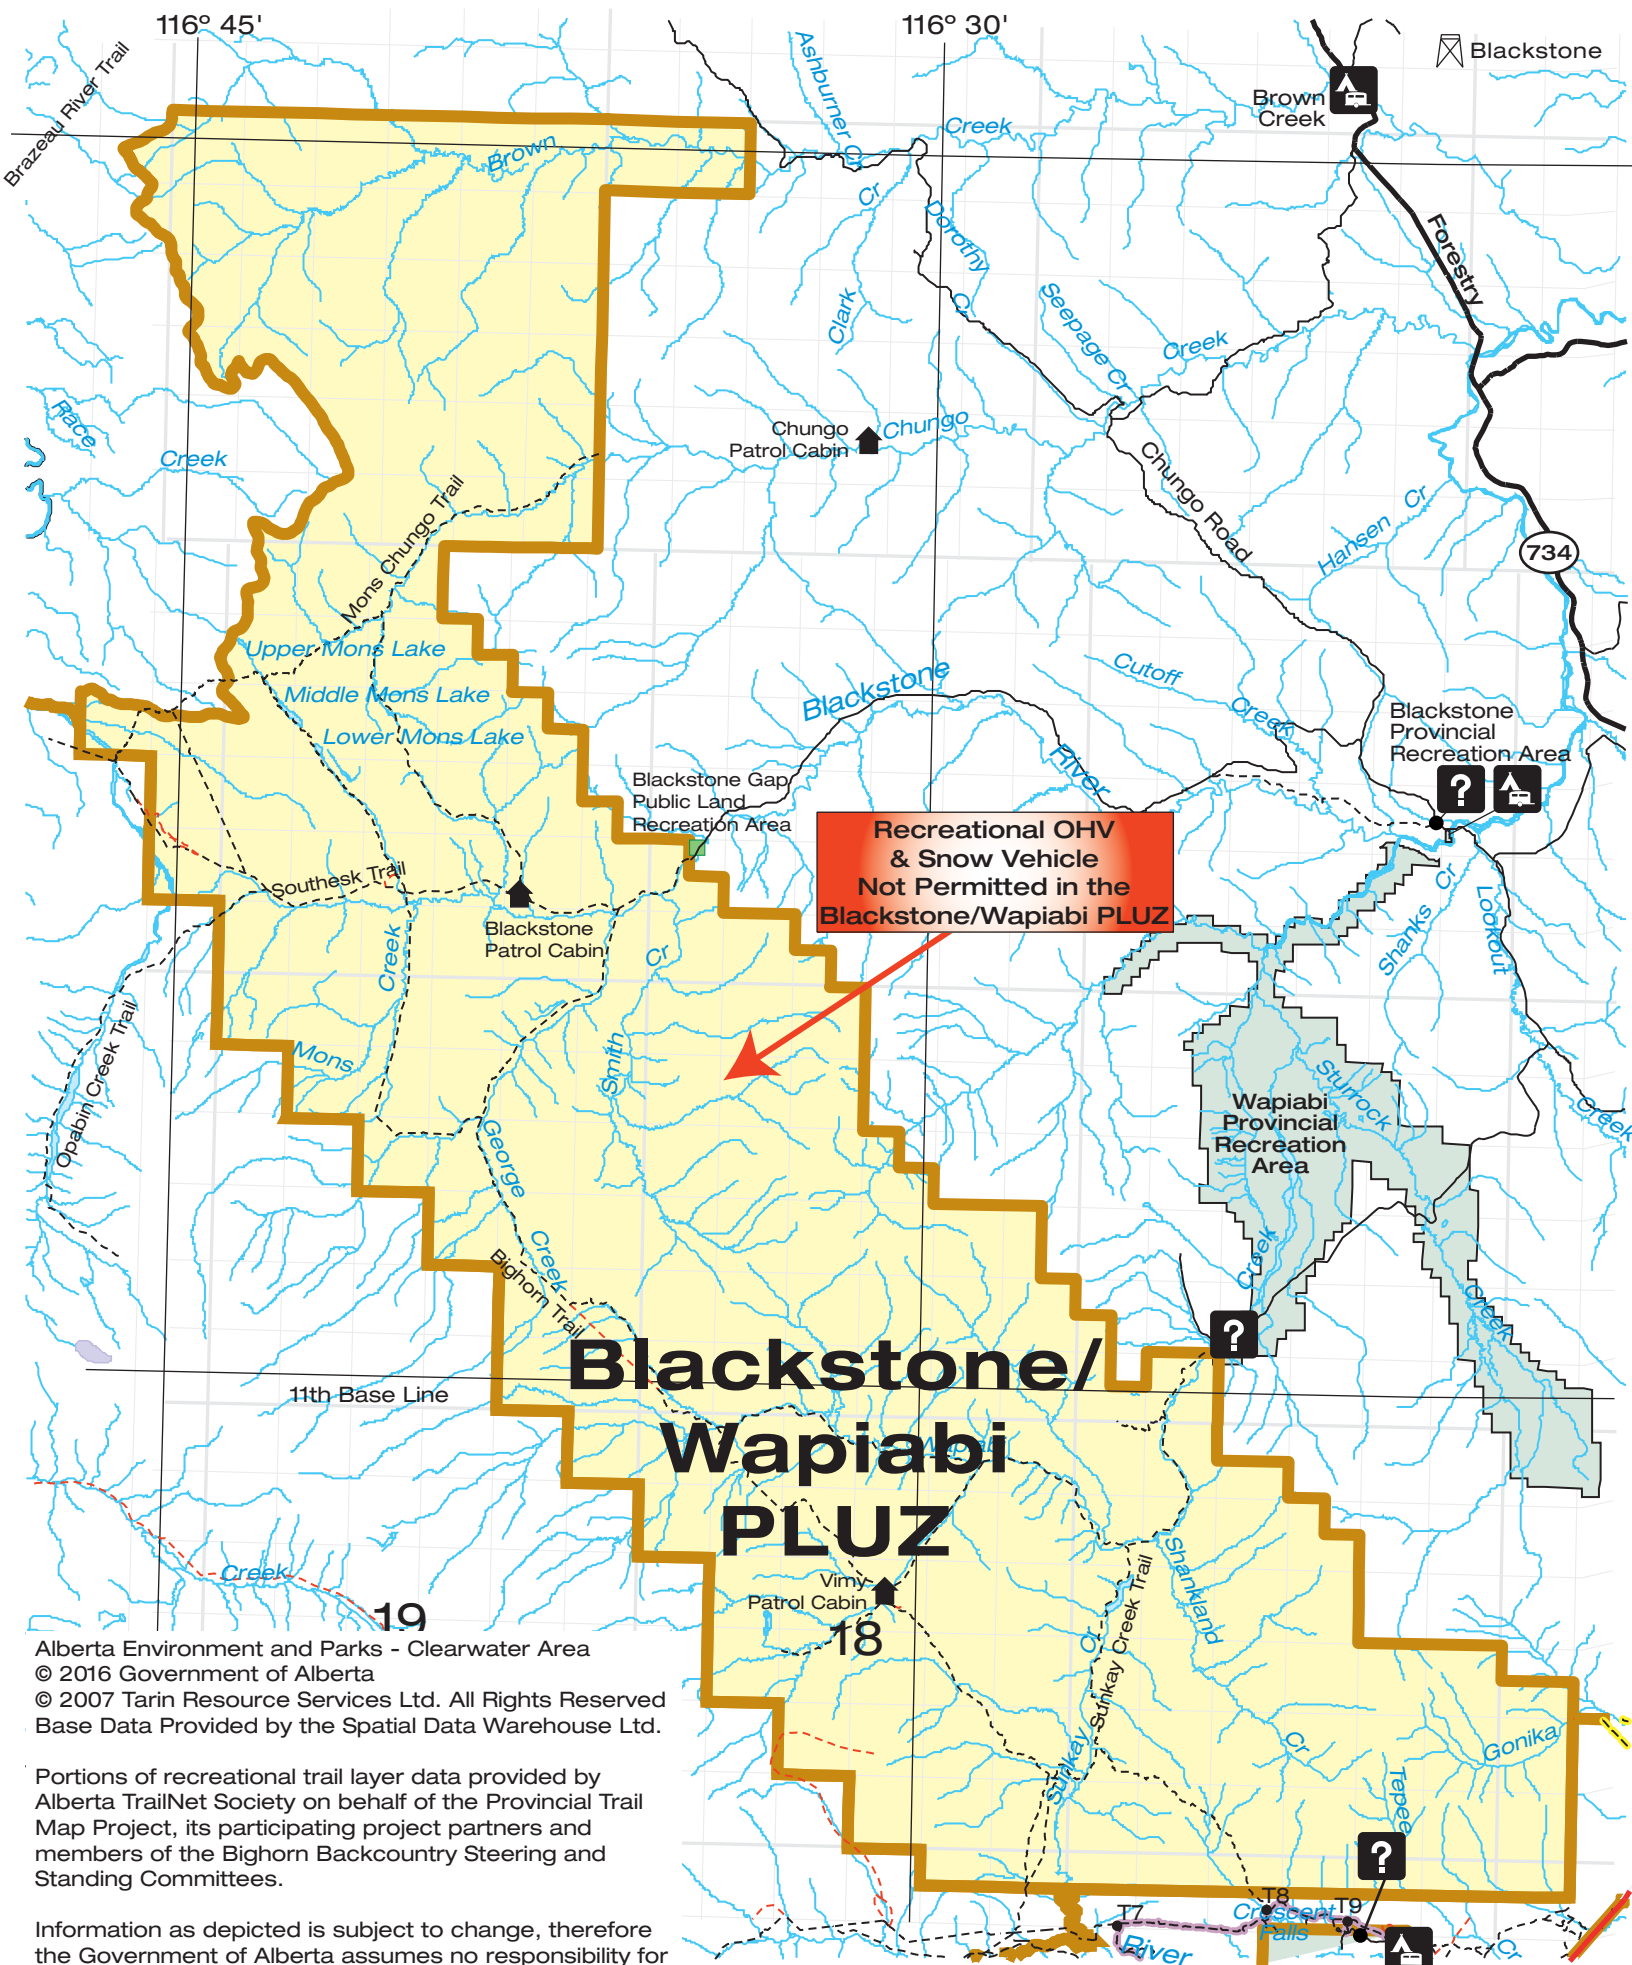 116° 45'
116° 30'
Brazeau River Trail
Ashburner Cr
Creek
Brown
Creek
Blackstone
Brown
Cr
Dorothy
Cr
Clark
Seepage Cr
Creek
Forestry
Race
Creek
Chungo
Patrol Cabin
Chungo
Chungo Road
Hansen Cr
734
Mons Chungo Trail
Upper Mons Lake
Middle Mons Lake
Lower Mons Lake
Blackstone
River
Cutoff
Creek
Blackstone
Provincial
Recreation Area
?
Blackstone Gap
Public Land
Recreation Area
Recreational OHV
& Snow Vehicle
Not Permitted in the
Blackstone/Wapiabi PLUZ
Southesk Trail
Blackstone
Patrol Cabin
Creek
Mons
Cr
Smith
Shanks Cr
Lookout
Creek
Opabin Creek Trail
George
Creek
Bighorn Trail
Wapiabi
Provincial
Recreation
Area
Sturrock
Creek
Creek
?
11th Base Line
Blackstone/
Wapiabi
PLUZ
Wapiabi
Creek
19
Vimy
Patrol Cabin
18
Shankland
Cr
Sunkay Creek Trail
Sunkay
Cr
Gonika
Tepee
?
T7
T8
T9
Crescent
Falls
River
Cr
Alberta Environment and Parks - Clearwater Area
© 2016 Government of Alberta
© 2007 Tarin Resource Services Ltd. All Rights Reserved
Base Data Provided by the Spatial Data Warehouse Ltd.
Portions of recreational trail layer data provided by
Alberta TrailNet Society on behalf of the Provincial Trail
Map Project, its participating project partners and
members of the Bighorn Backcountry Steering and
Standing Committees.
Information as depicted is subject to change, therefore
the Government of Alberta assumes no responsibility for